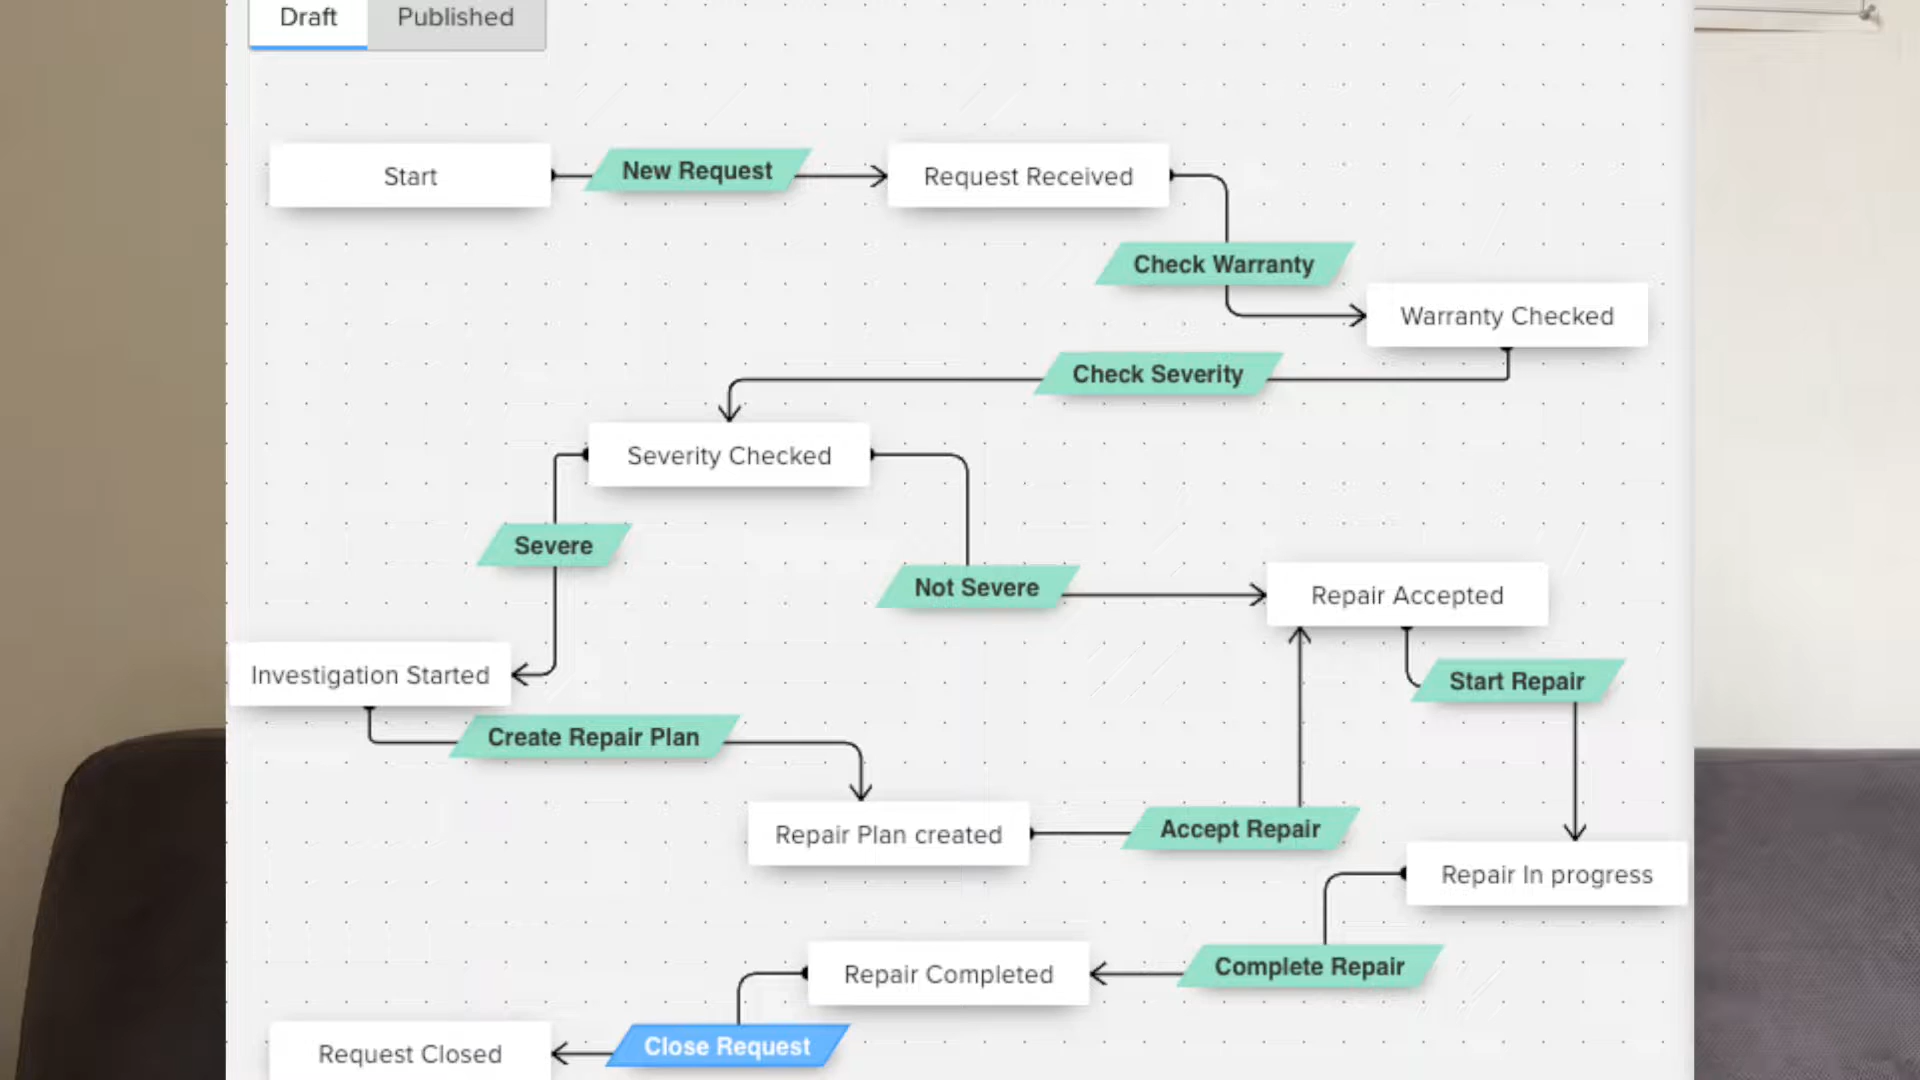 Draft
Published
Start
New Request
Request Received
Check Warranty
Warranty Checked
Check Severity
Severity Checked
Severe
Not Severe
Repair Accepted
Investigation Started
Start Repair
Create Repair Plan
Repair Plan created
Accept Repair
Repair In progress
Repair Completed
Complete Repair
Request Closed
Close Request